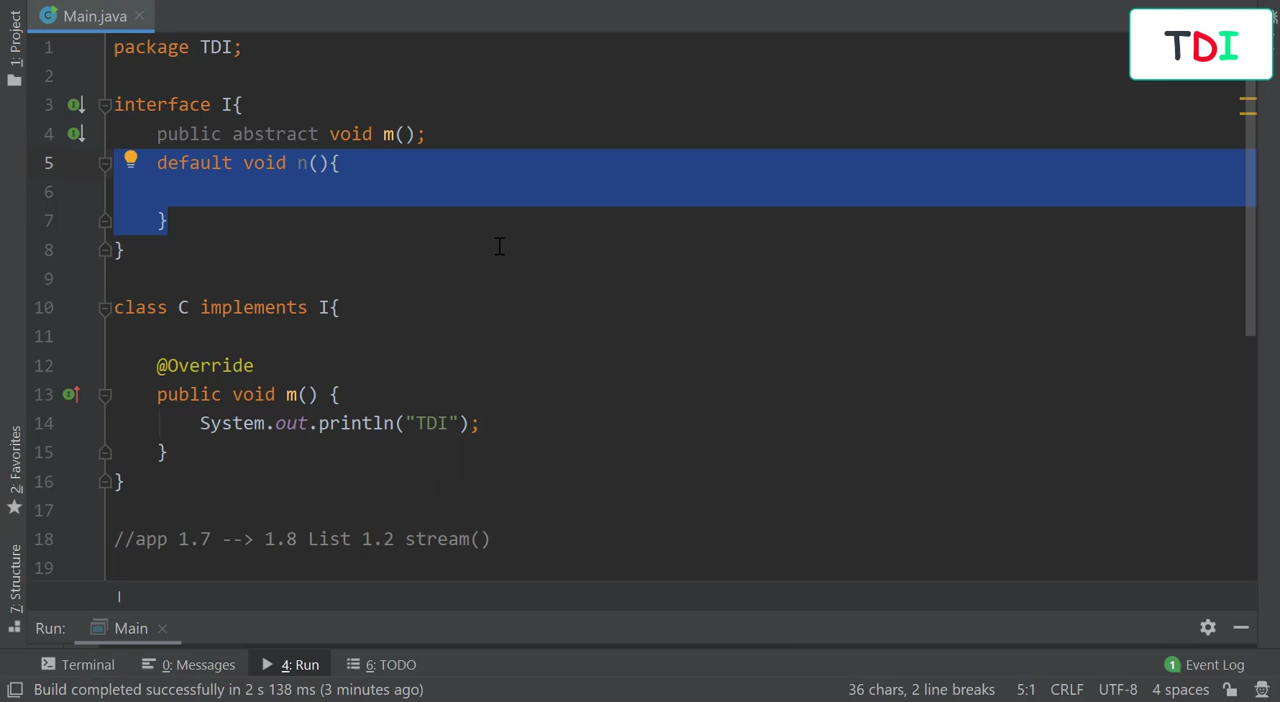 Main.java
TDI
1: Project
2: Favorites
7: Structure
1 package TDI;
2
3 interface I{
4 public abstract void m();
5 default void n(){
6
7 }
8 }
9
10 class C implements I{
11
12 @Override
13 public void m() {
14 System.out.println("TDI");
15 }
16 }
17
18 //app 1.7 --> 1.8 List 1.2 stream()
19
I
Run: Main
Terminal 0: Messages 4: Run 6: TODO 1 Event Log
Build completed successfully in 2 s 138 ms (3 minutes ago) 36 chars, 2 line breaks 5:1 CRLF UTF-8 4 spaces